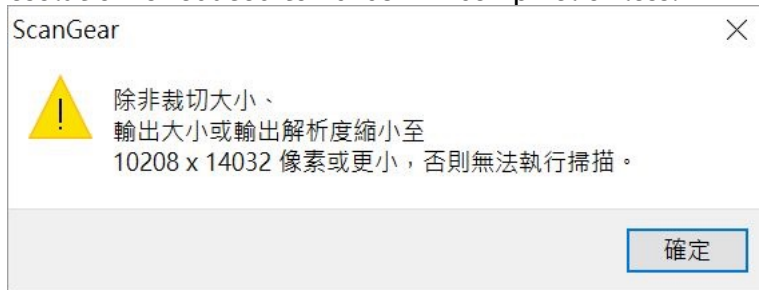 ScanGear
除非裁切大小、
輸出大小或輸出解析度縮小至
10208 x 14032 像素或更小，否則無法執行掃描。
確定